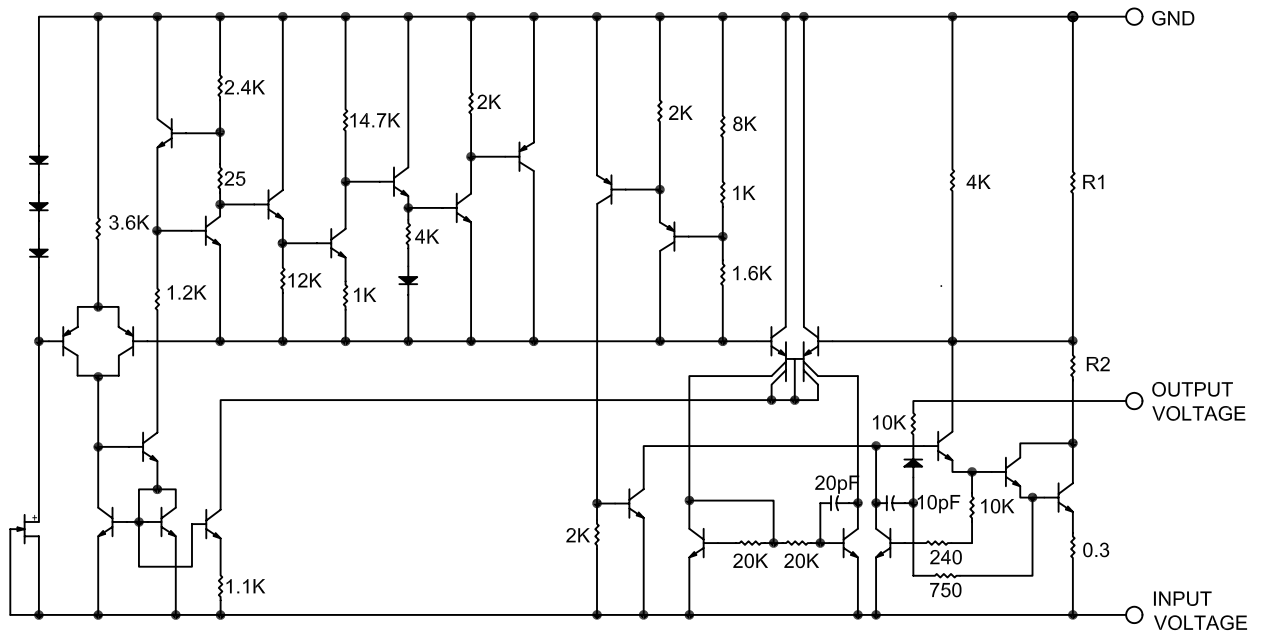 GND
2.4K
2K
14.7K
2K
8K
25
4K
R1
1K
3.6K
4K
12K
1.6K
1.2K
1K
R2
OUTPUT
VOLTAGE
10K
20pF
10pF
10K
+
2K
20K
20K
240
0.3
1.1K
750
INPUT
VOLTAGE